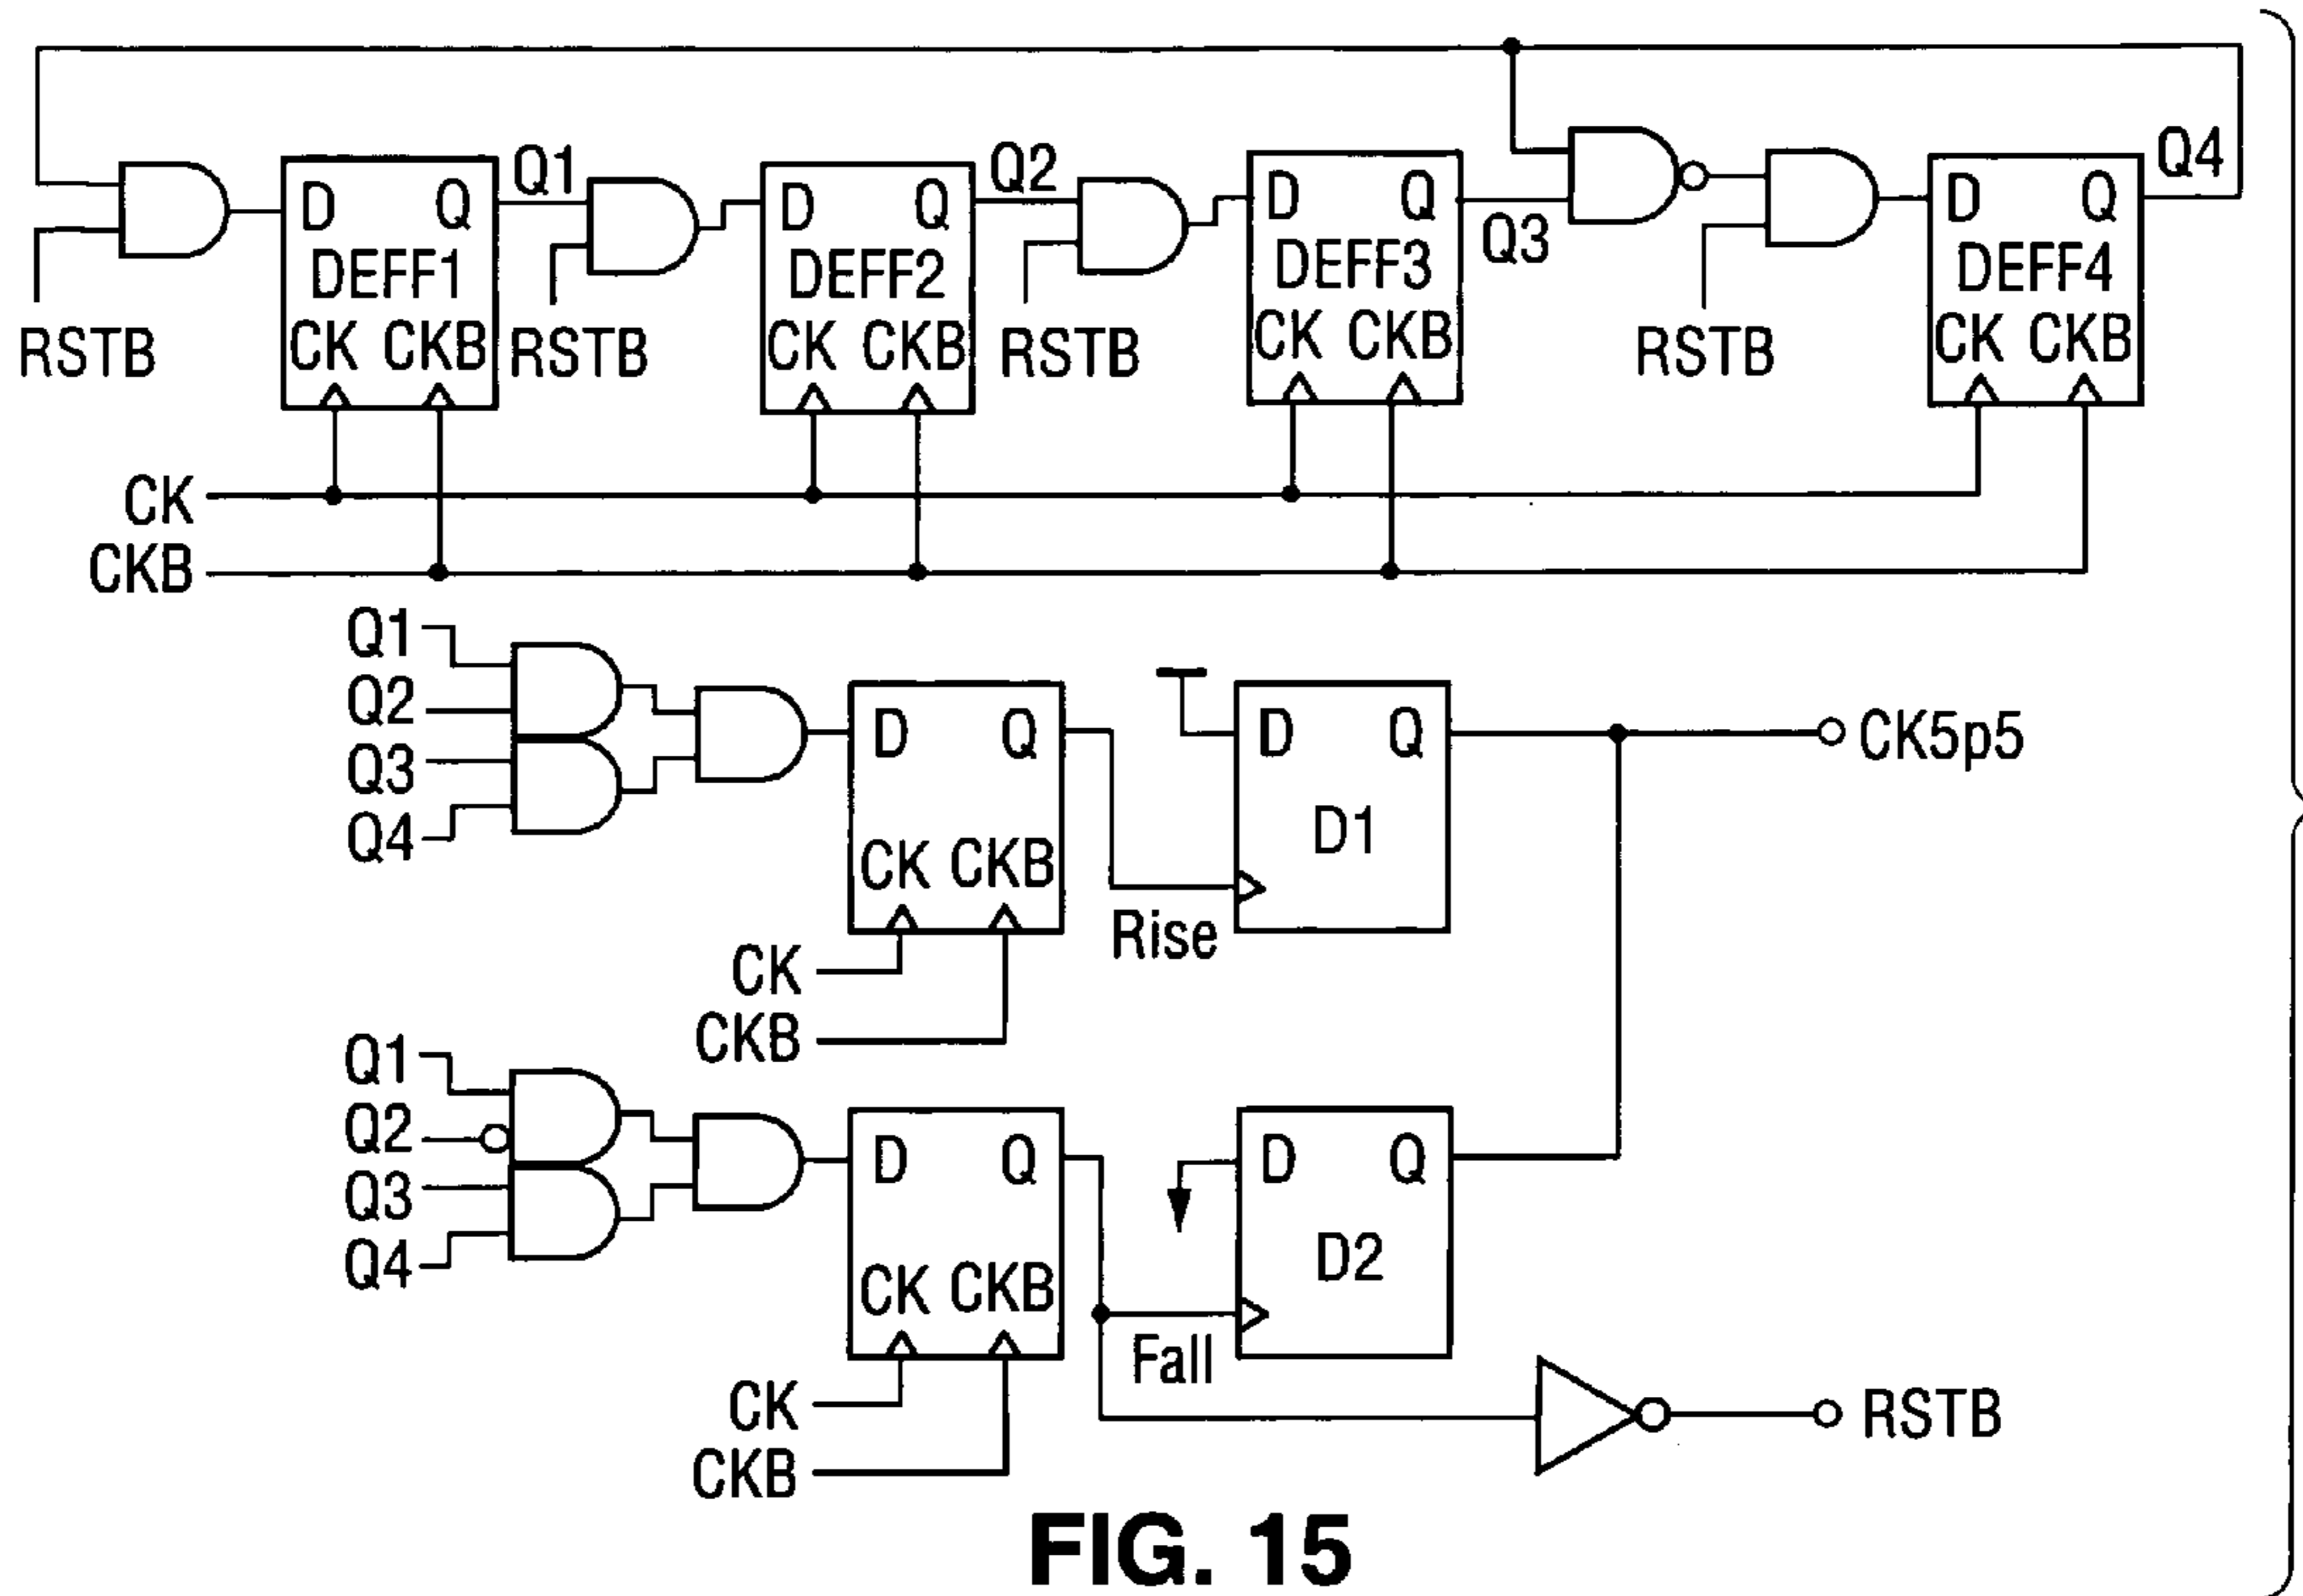 Q1
Q2
Q4
D Q
DEFF1
CK CKB
D Q
DEFF2
CK CKB
D Q
DEFF3
CK CKB
Q3
D Q
DEFF4
CK CKB
RSTB
RSTB
RSTB
RSTB
CK
CKB
Q1
Q2
Q3
Q4
D Q
CK CKB
CK
CKB
Rise
D Q
D1
CK5p5
Q1
Q2
Q3
Q4
D Q
CK CKB
CK
CKB
Fall
D Q
D2
RSTB
FIG. 15